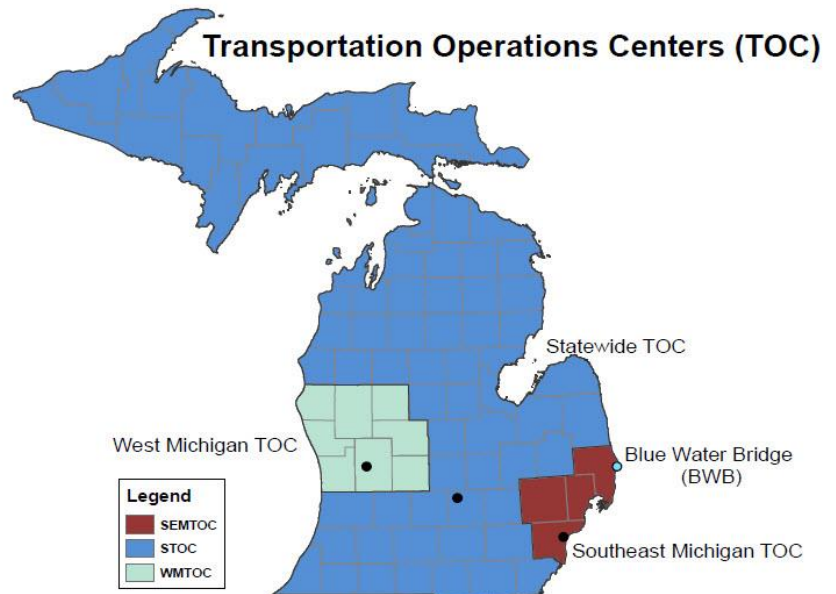 Transportation Operations Centers (TOC)
Statewide TOC
West Michigan TOC
Blue Water Bridge
(BWB)
Legend
SEMTOC
STOC
WMTOC
Southeast Michigan TOC